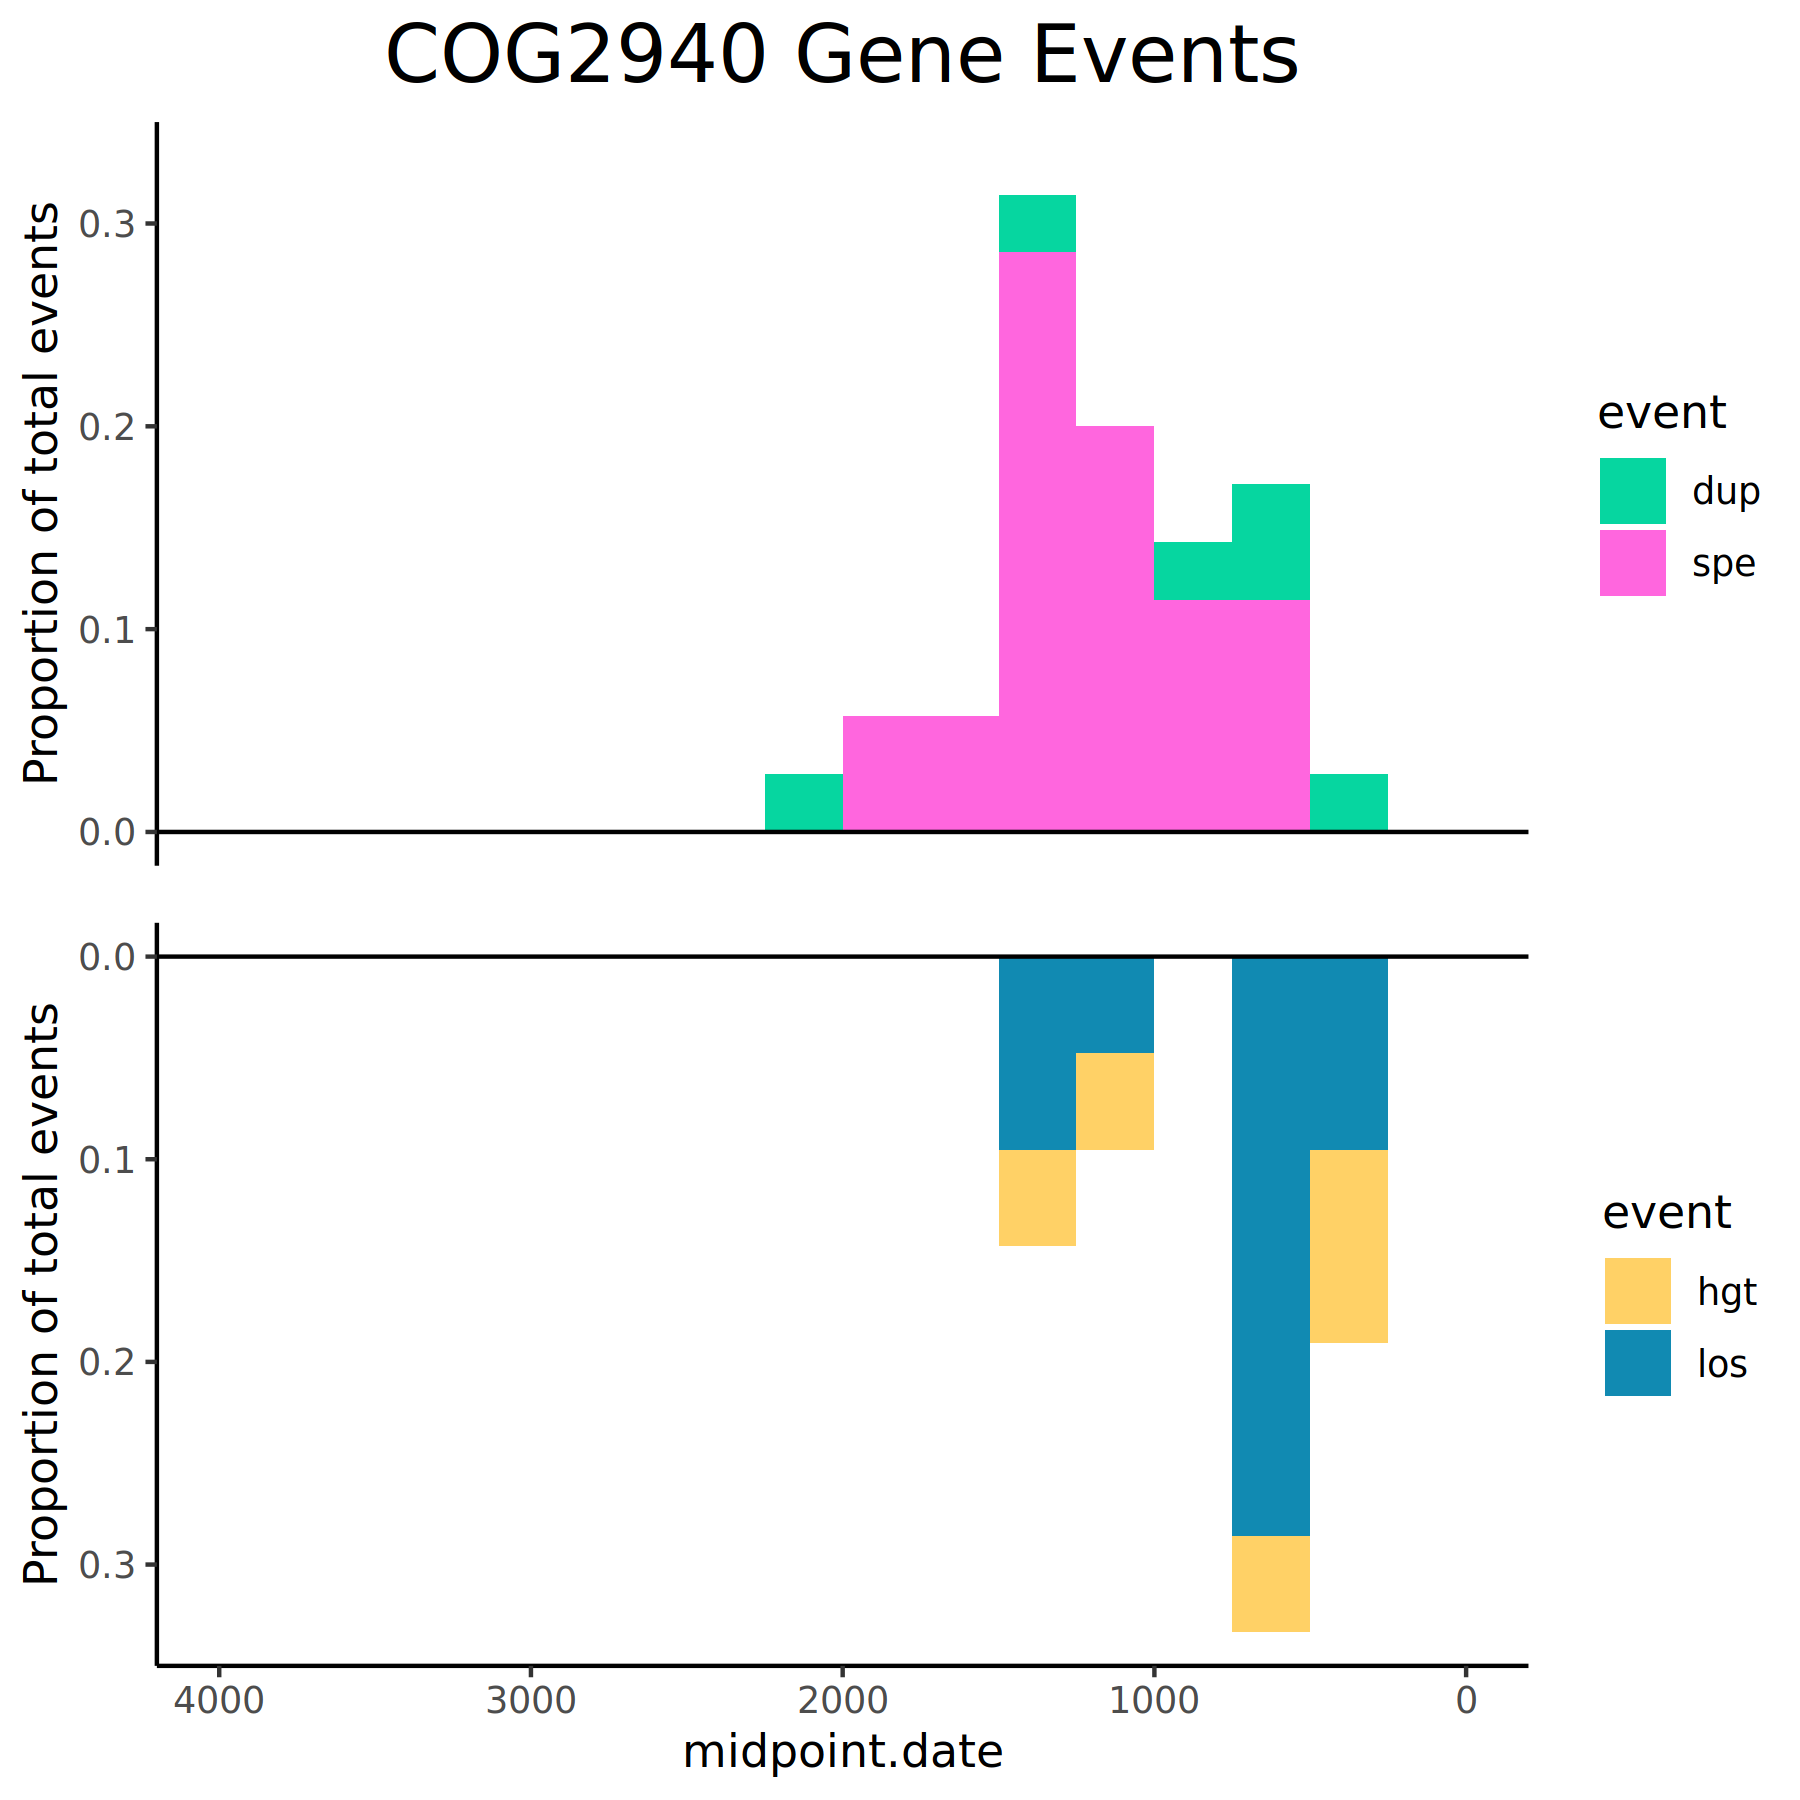 COG2940 Gene Events
Proportion of total events
0.3
0.2
0.1
0.0
event
dup
spe
Proportion of total events
0.0
0.1
0.2
0.3
event
hgt
los
4000 3000 2000 1000 0
midpoint.date